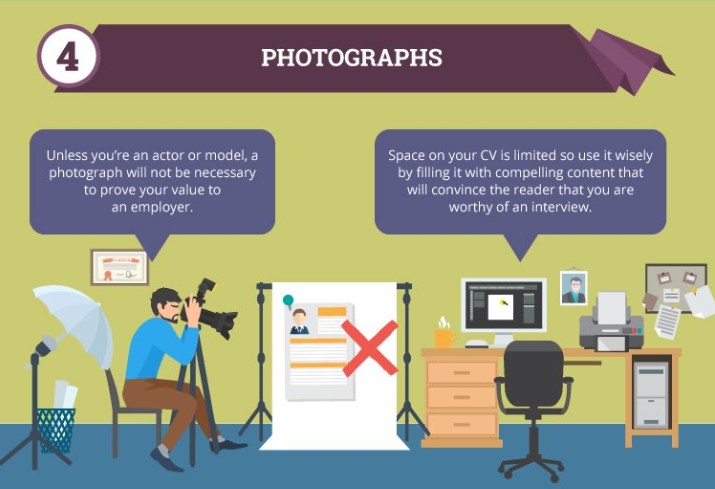 4
PHOTOGRAPHS
Unless you're an actor or model, a
photograph will not be necessary
to prove your value to
an employer.
Space on your CV is limited so use it wisely
by filling it with compelling content that
will convince the reader that you are
worthy of an interview.